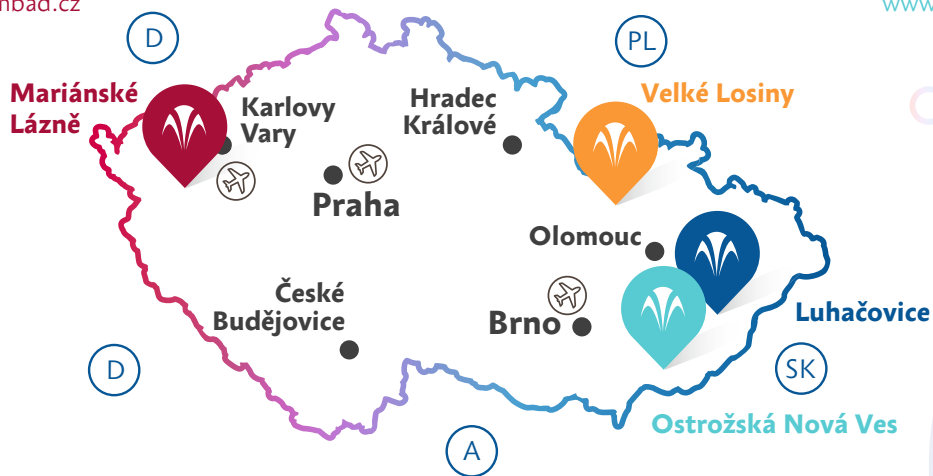 nbad.cz
www
D
PL
Mariánské
Lázně
Karlovy
Vary
Hradec
Králové
Velké Losiny
Praha
Olomouc
České
Budějovice
Brno
Luhačovice
D
SK
Ostrožská Nová Ves
A